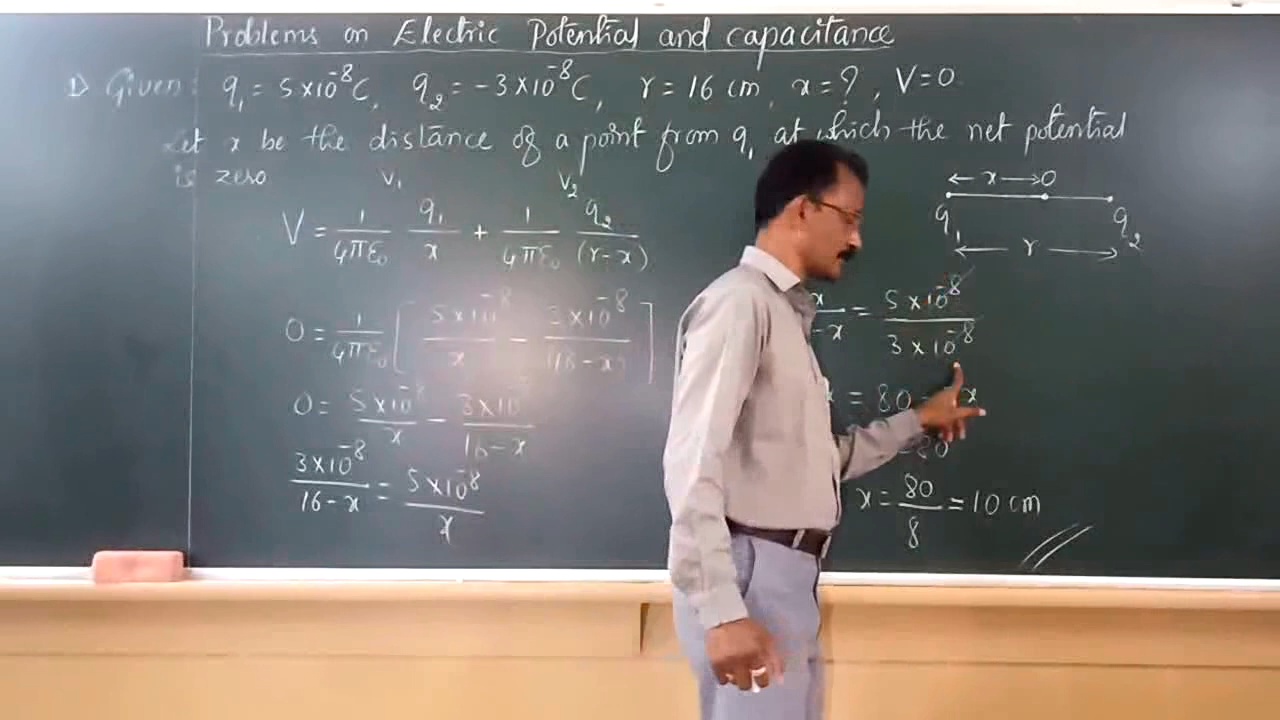 Problems on Electric Potential and capacitance
1) Given: q₁ = 5×10⁻⁸C, q₂ = -3×10⁻⁸C, r = 16 cm, x = ?, V=0
Let x be the distance of a point from q₁ at which the net potential
is zero
V₁ V₂
V = 1/4πε₀ q₁/x + 1/4πε₀ q₂/(r-x)
0 = 1/4πε₀ [ 5×10⁻⁸/x - 3×10⁻⁸/16-x ]
0 = 5×10⁻⁸/x - 3×10/16-x
3×10⁻⁸/16-x = 5×10⁻⁸/x
x O
q₁ q₂
r
x/-x = 5×10⁻⁸/3×10⁻⁸
= 80 x
80
x = 80/8 = 10 cm